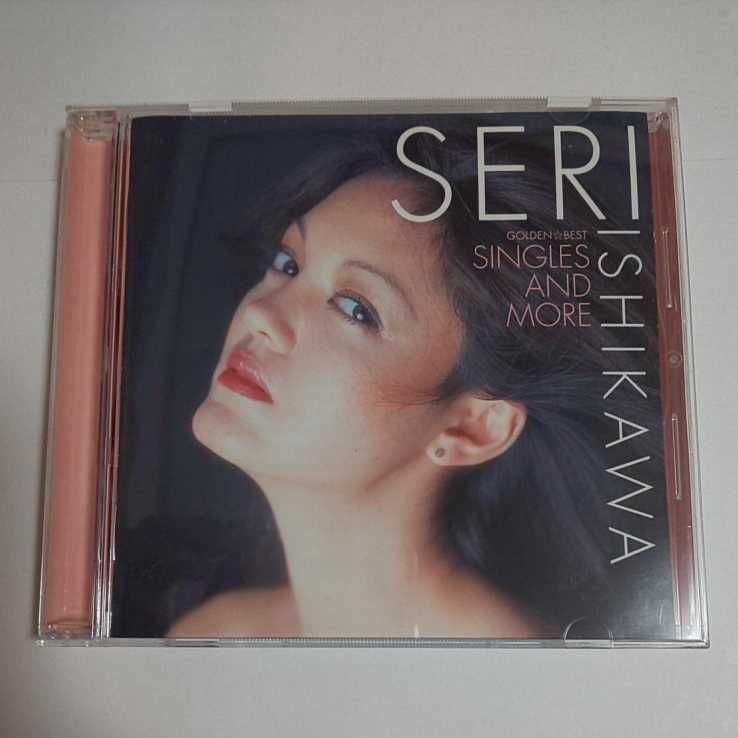 SERI
ISHIKAWA
GOLDEN☆BEST
SINGLES
AND
MORE